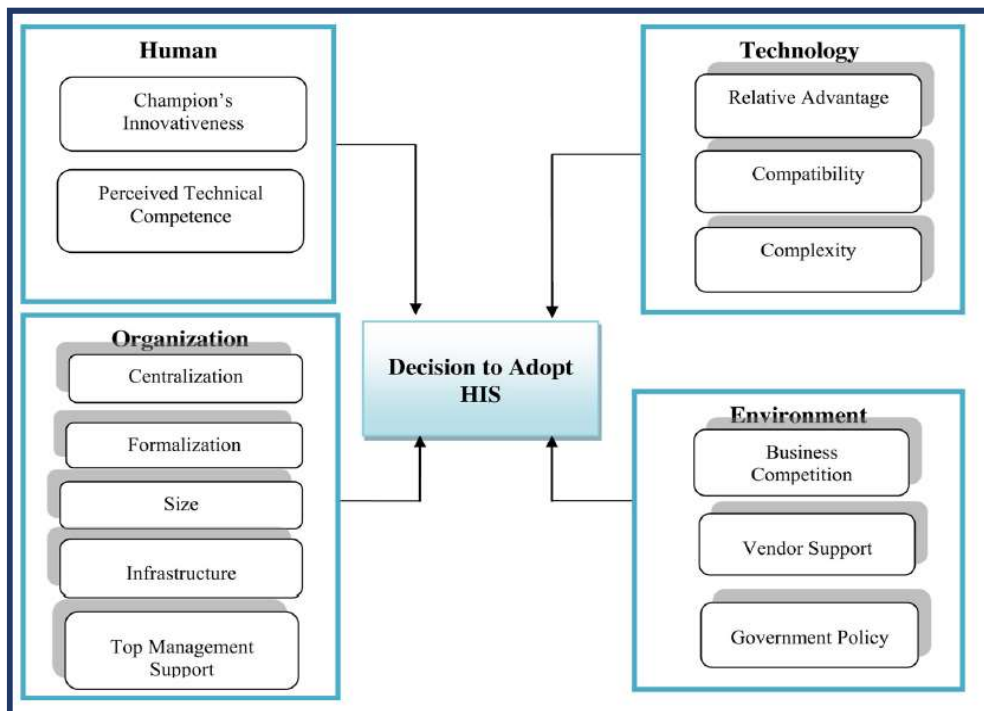 Human
Champion's
Innovativeness
Perceived Technical
Competence
Technology
Relative Advantage
Compatibility
Complexity
Organization
Centralization
Formalization
Size
Infrastructure
Top Management
Support
Decision to Adopt
HIS
Environment
Business
Competition
Vendor Support
Government Policy